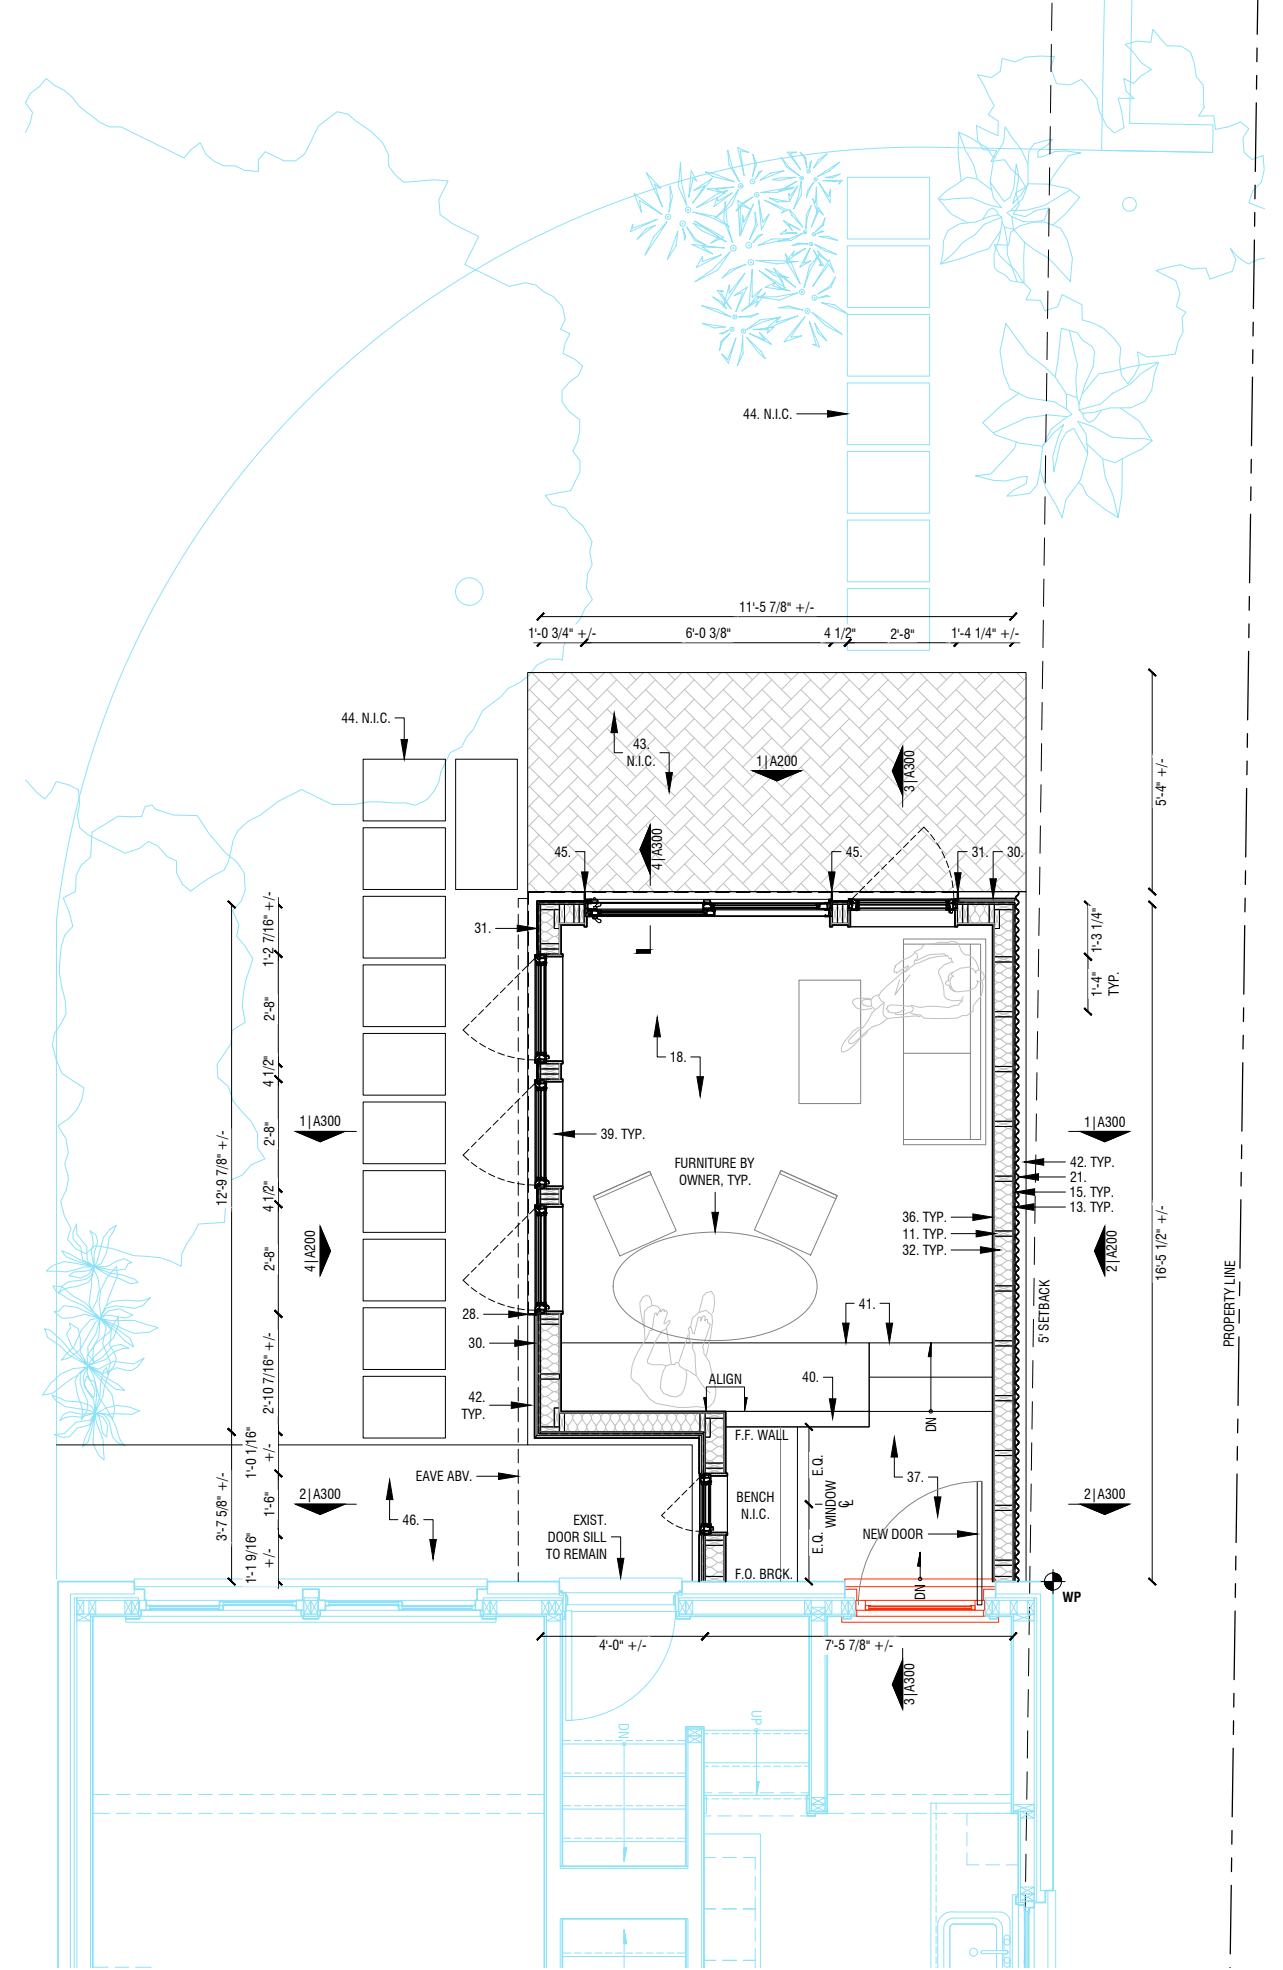 44. N.I.C.
11'-5 7/8" +/-
1'-0 3/4" +/-
6'-0 3/8"
4 1/2"
2'-8"
1'-4 1/4" +/-
44. N.I.C.
43.
N.I.C.
1|A200
3|A300
5'-4" +/-
4|A300
45.
45.
31.
30.
31.
1'-2 7/16" +/-
2'-8"
4 1/2"
2'-8"
4 1/2"
2'-8"
2'-10 7/16" +/-
1'-0 1/16"
+/-
1'-6"
1'-1 9/16"
+/-
12'-9 7/8" +/-
3'-7 5/8" +/-
1'-3 1/4"
1'-4"
TYP.
18.
1|A300
39. TYP.
1|A300
FURNITURE BY
OWNER, TYP.
42. TYP.
21.
15. TYP.
13. TYP.
36. TYP.
11. TYP.
32. TYP.
4|A200
2|A200
16'-5 1/2" +/-
5' SETBACK
PROPERTY LINE
28.
30.
41.
42.
TYP.
ALIGN
40.
DN
F.F. WALL
EAVE ABV.
E.Q.
37.
2|A300
BENCH
N.I.C.
WINDOW
CL
2|A300
46.
EXIST.
DOOR SILL
TO REMAIN
E.Q.
NEW DOOR
F.O. BRCK.
DN
WP
4'-0" +/-
7'-5 7/8" +/-
3|A300
DN
UP